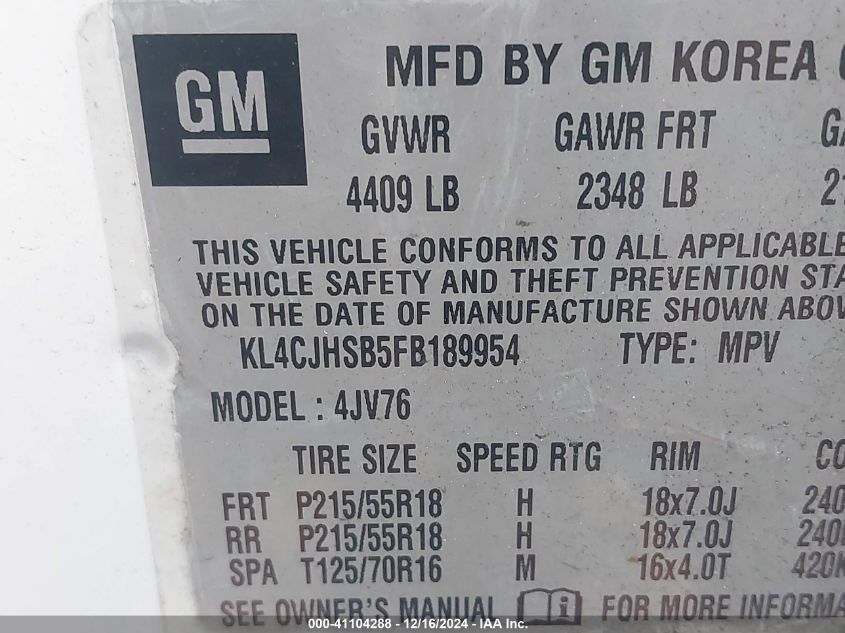 GM
MFD BY GM KOREA
GVWR GAWR FRT
4409 LB 2348 LB
THIS VEHICLE CONFORMS TO ALL APPLICABLE
VEHICLE SAFETY AND THEFT PREVENTION
ON THE DATE OF MANUFACTURE SHOWN
KL4CJHSB5FB189954 TYPE: MPV
MODEL : 4JV76
TIRE SIZE SPEED RTG RIM
FRT P215/55R18 H 18x7.0J
RR P215/55R18 H 18x7.0J
SPA T125/70R16 M 16x4.0T
SEE OWNER'S MANUAL FOR MORE
000-41104288 - 12/16/2024 - IAA Inc.